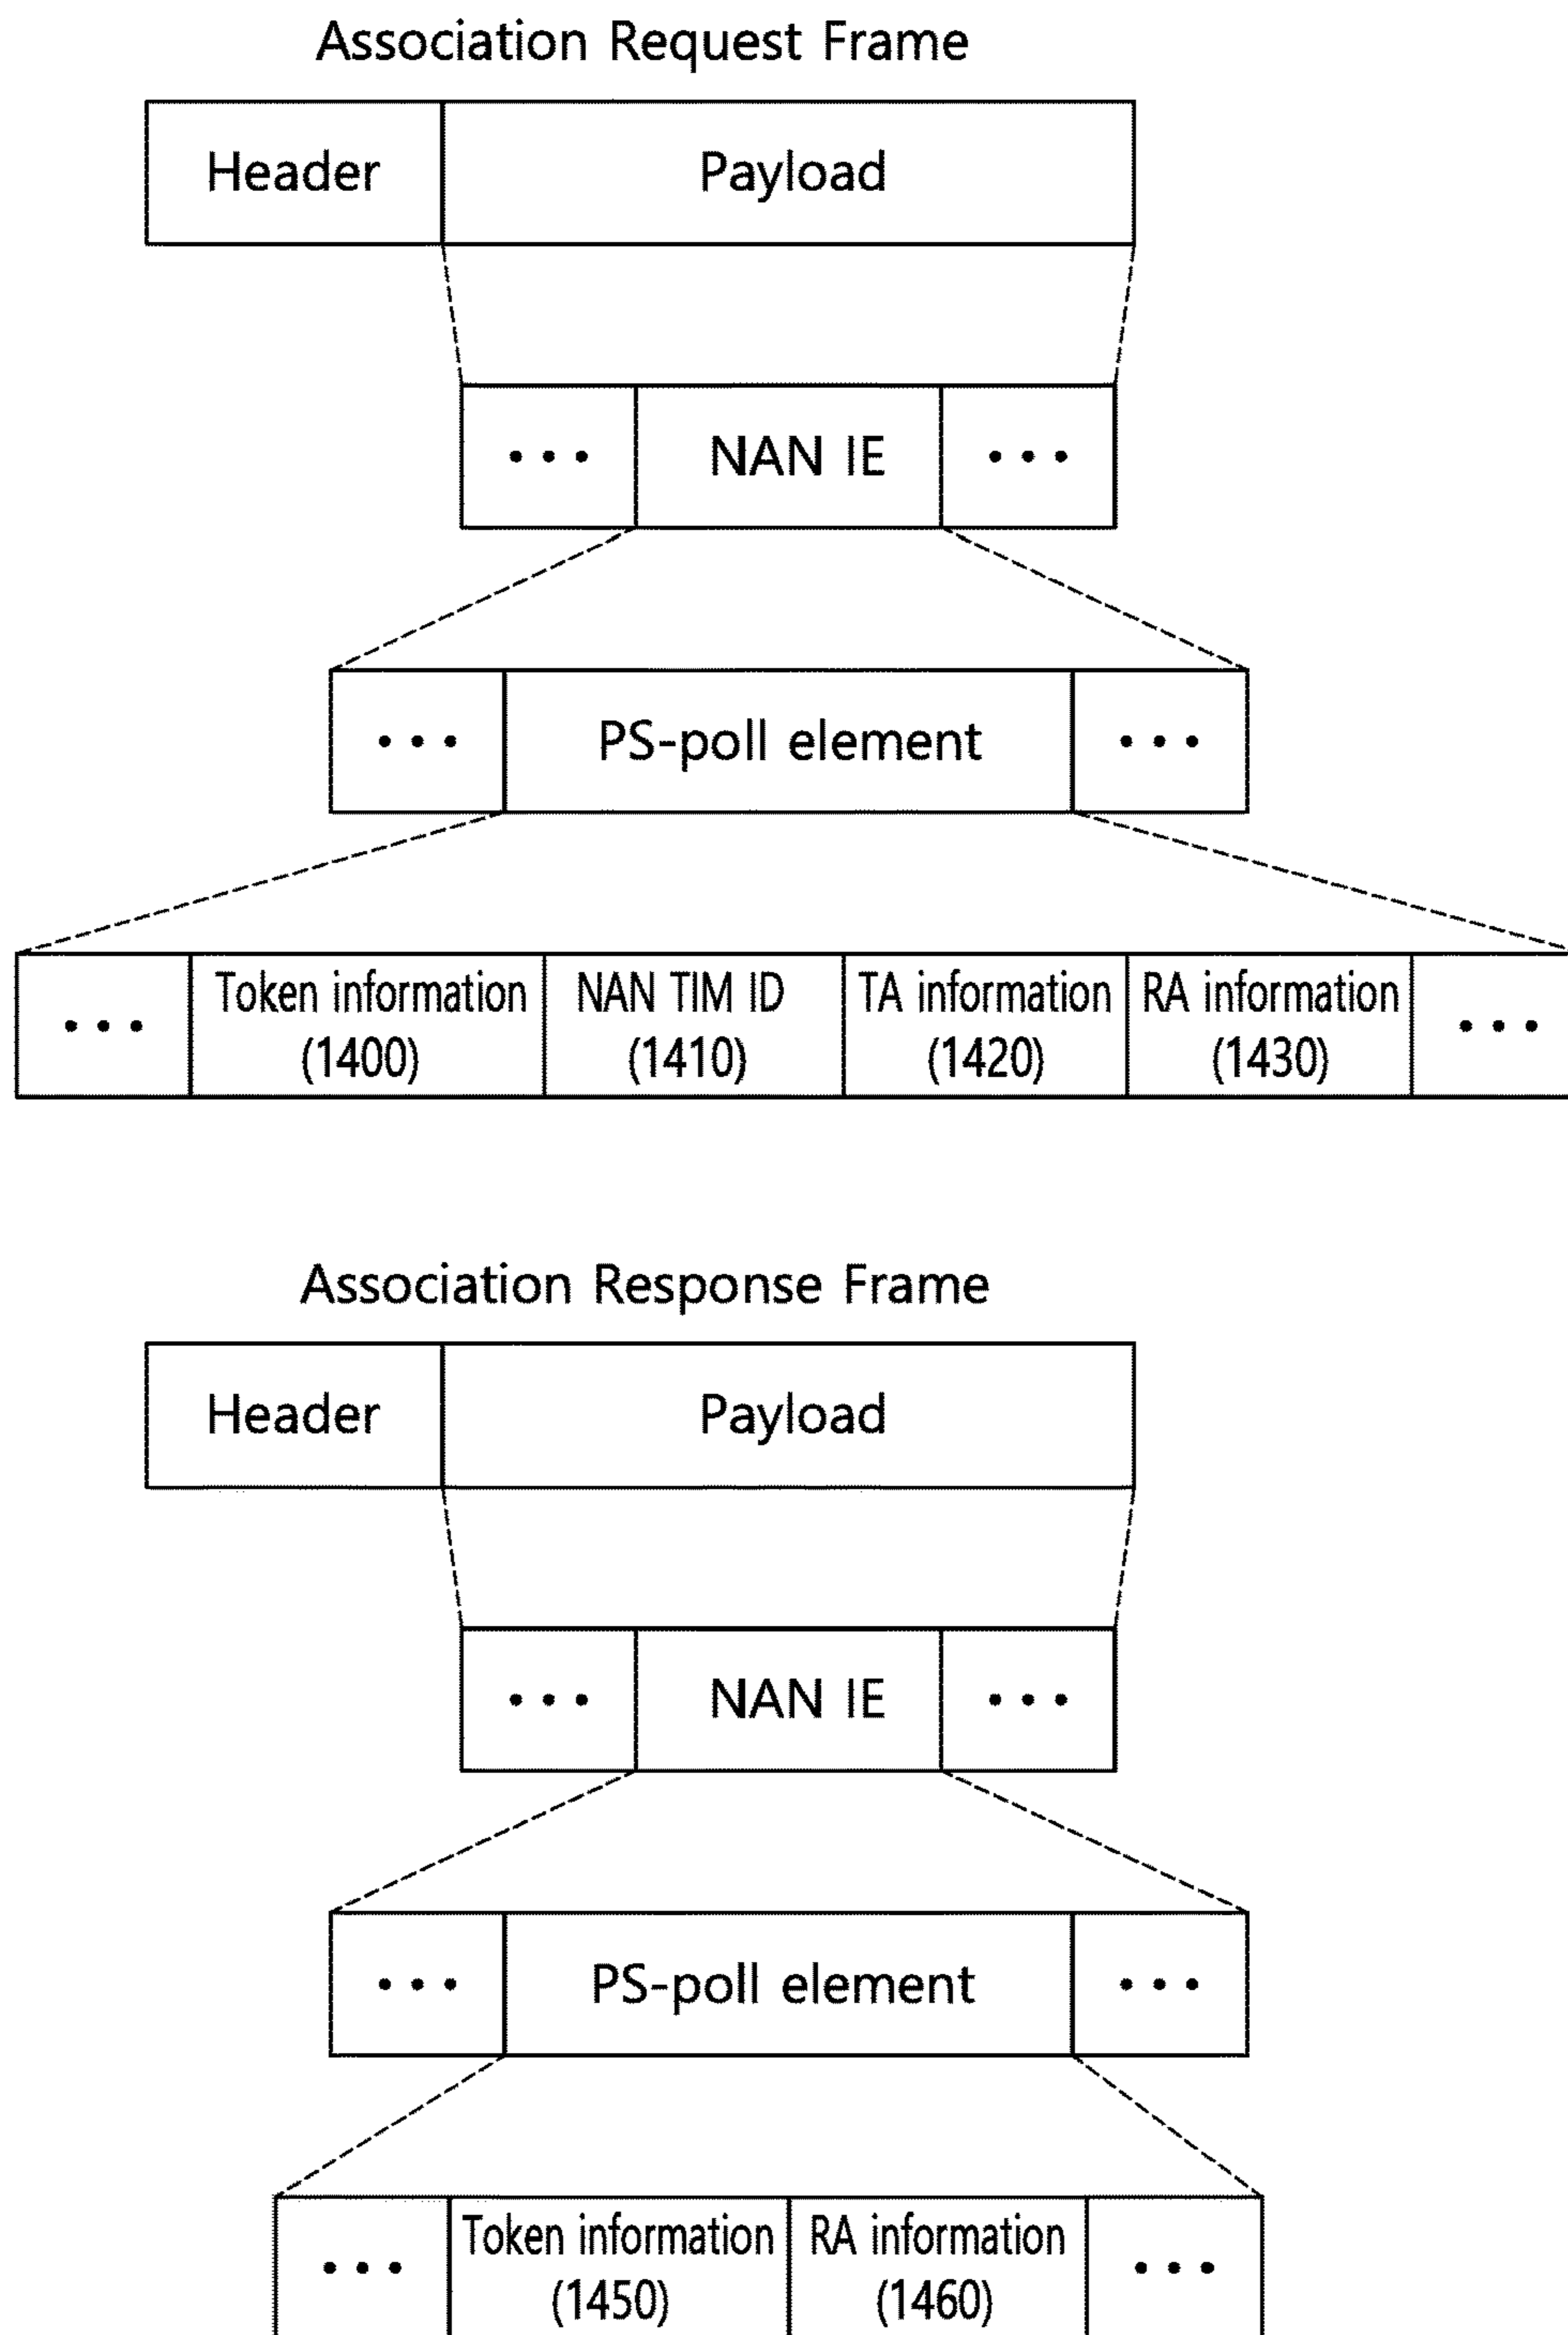 Association Request Frame
Header
Payload
••• NAN IE •••
••• PS-poll element •••
••• Token information (1400) NAN TIM ID (1410) TA information (1420) RA information (1430) •••
Association Response Frame
Header
Payload
••• NAN IE •••
••• PS-poll element •••
••• Token information (1450) RA information (1460) •••